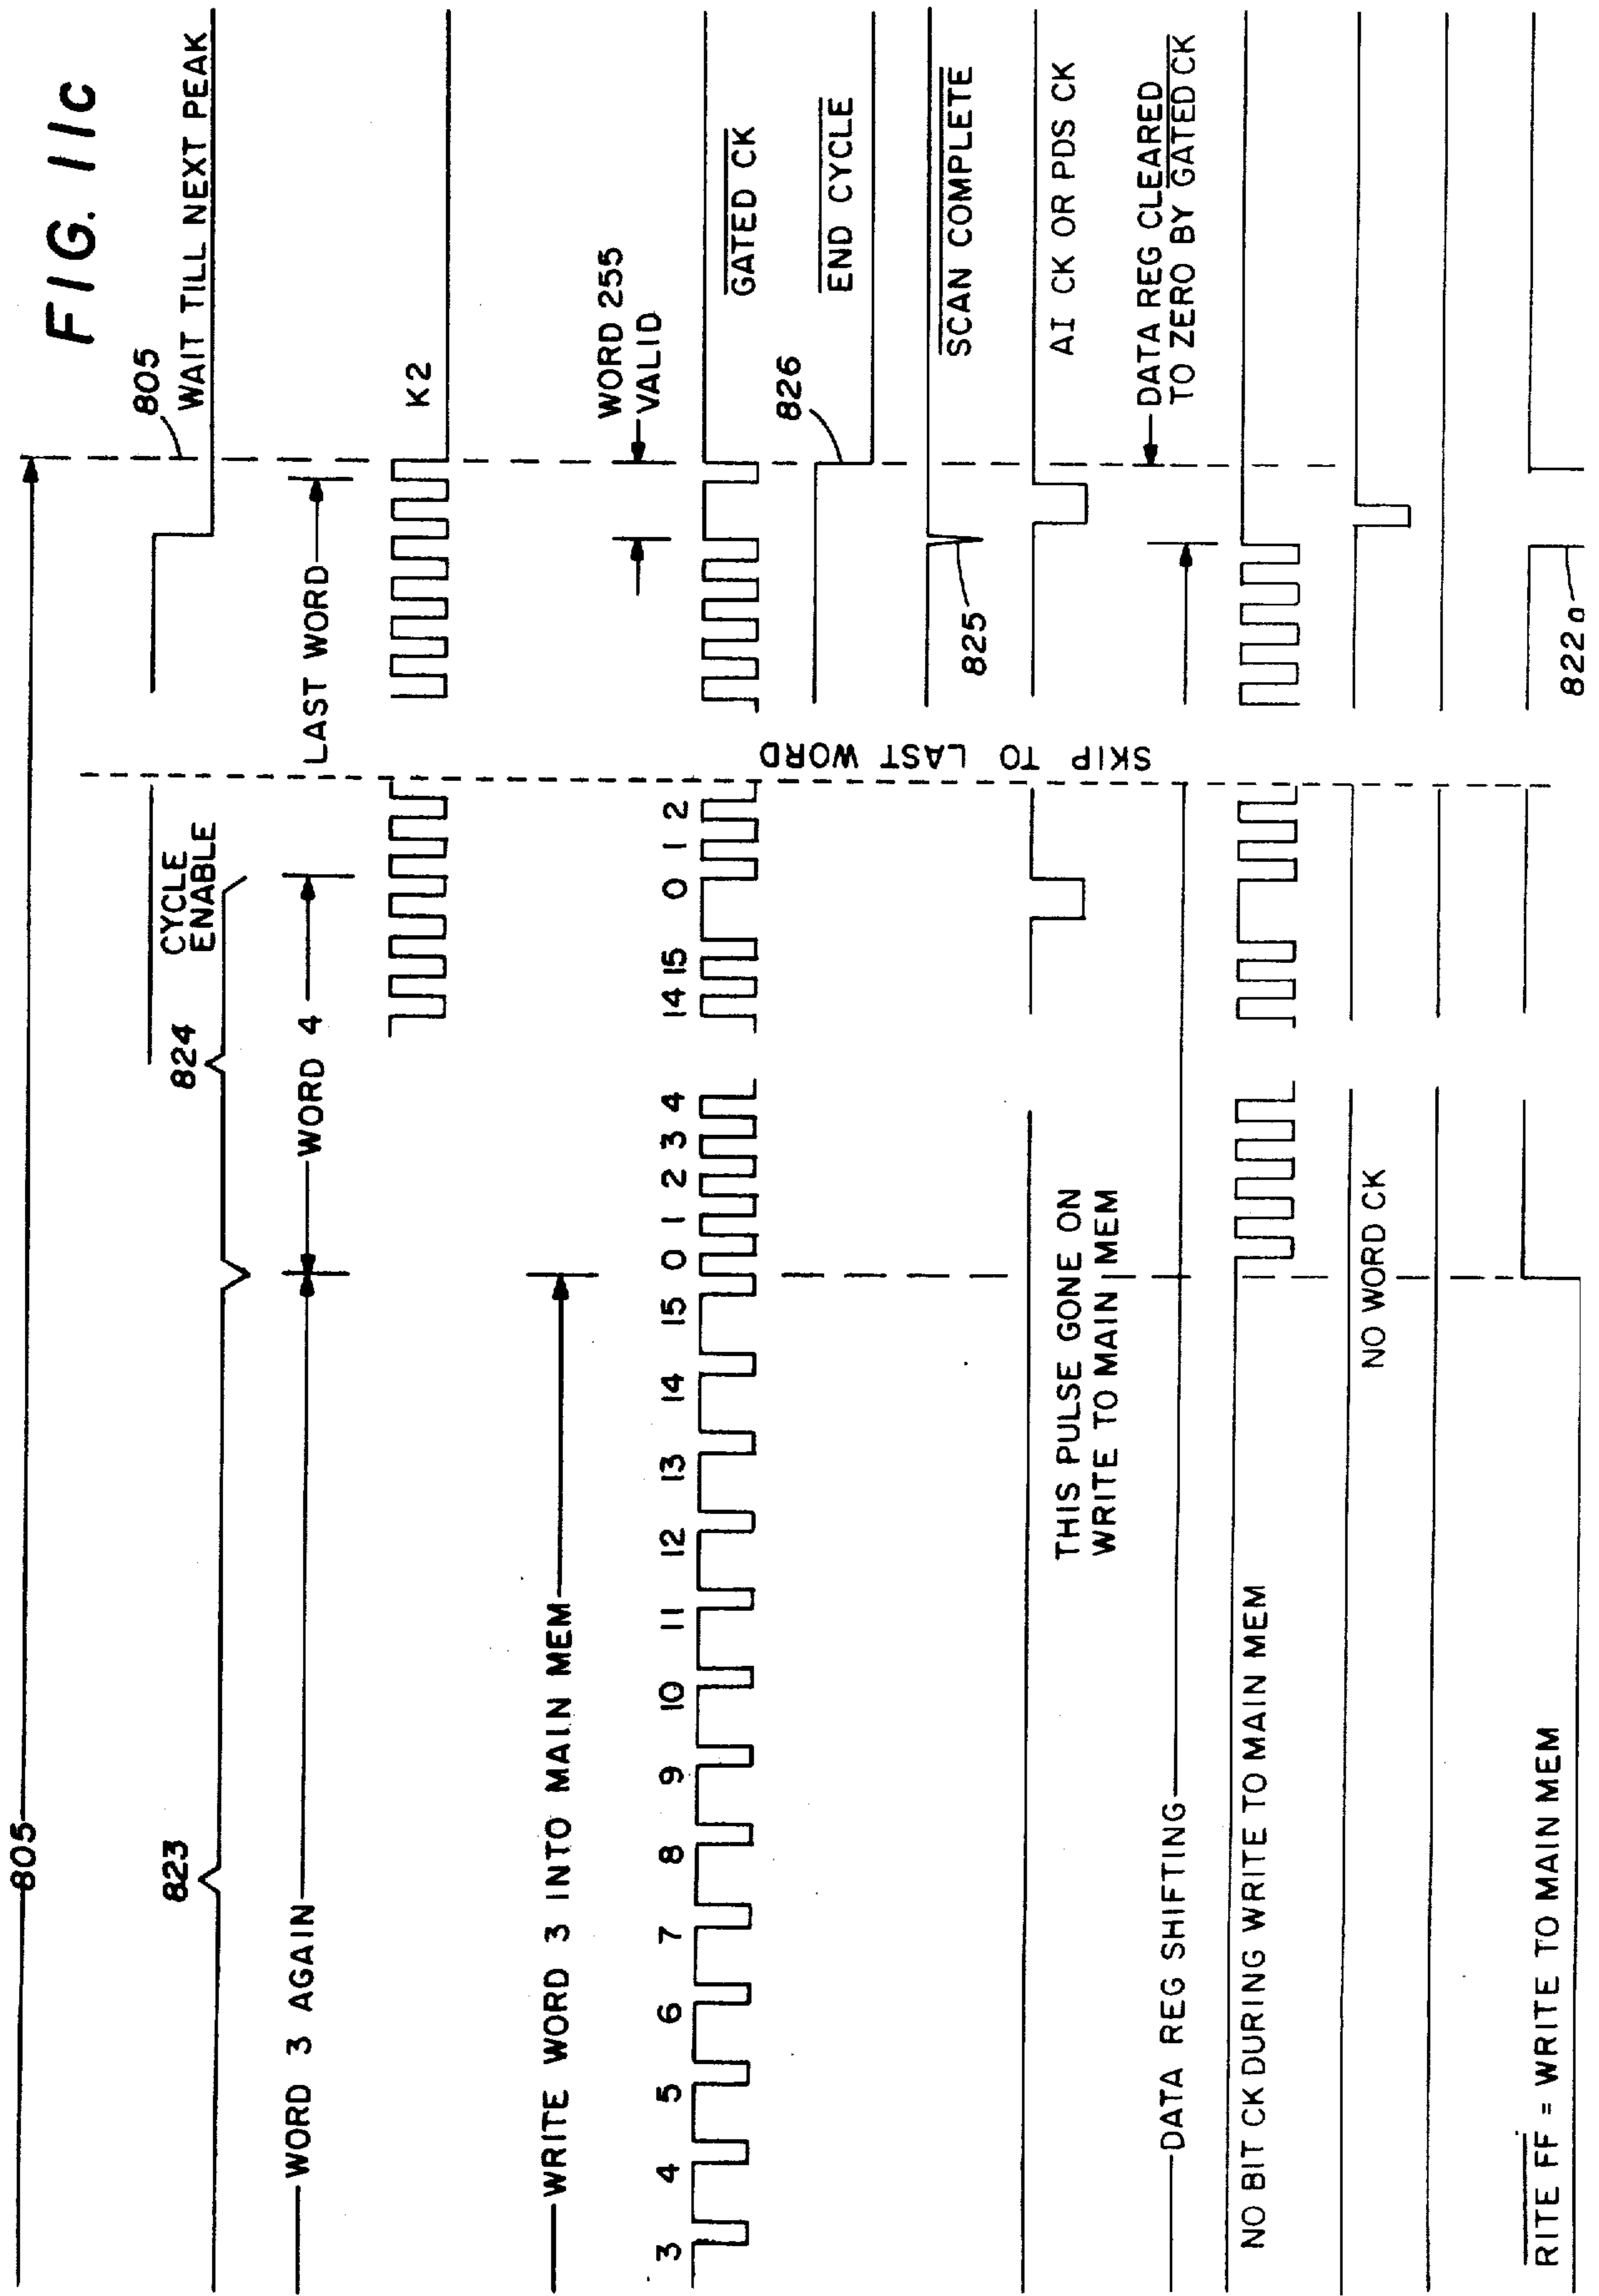 FIG. 11c
805
823
824
CYCLE
ENABLE
805
WAIT TILL NEXT PEAK
WORD 3 AGAIN
WORD 4
LAST WORD
K2
WRITE WORD 3 INTO MAIN MEM
WORD 255
VALID
3 4 5 6 7 8 9 10 11 12 13 14 15 0 1 2 3 4 14 15 0 1 2
GATED CK
826
END CYCLE
SKIP TO LAST WORD
825
SCAN COMPLETE
THIS PULSE GONE ON
WRITE TO MAIN MEM
AI CK OR PDS CK
DATA REG SHIFTING
DATA REG CLEARED
TO ZERO BY GATED CK
NO BIT CK DURING WRITE TO MAIN MEM
NO WORD CK
RITE FF = WRITE TO MAIN MEM
822a